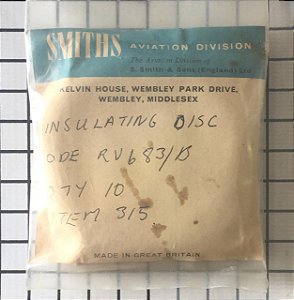 SMITHS AVIATION DIVISION
The Aviation Division of
S. Smith & Sons (England) Ltd
KELVIN HOUSE, WEMBLEY PARK DRIVE,
WEMBLEY, MIDDLESEX
INSULATING DISC
ODE RV683/B
QTY 10
ITEM 315
MADE IN GREAT BRITAIN